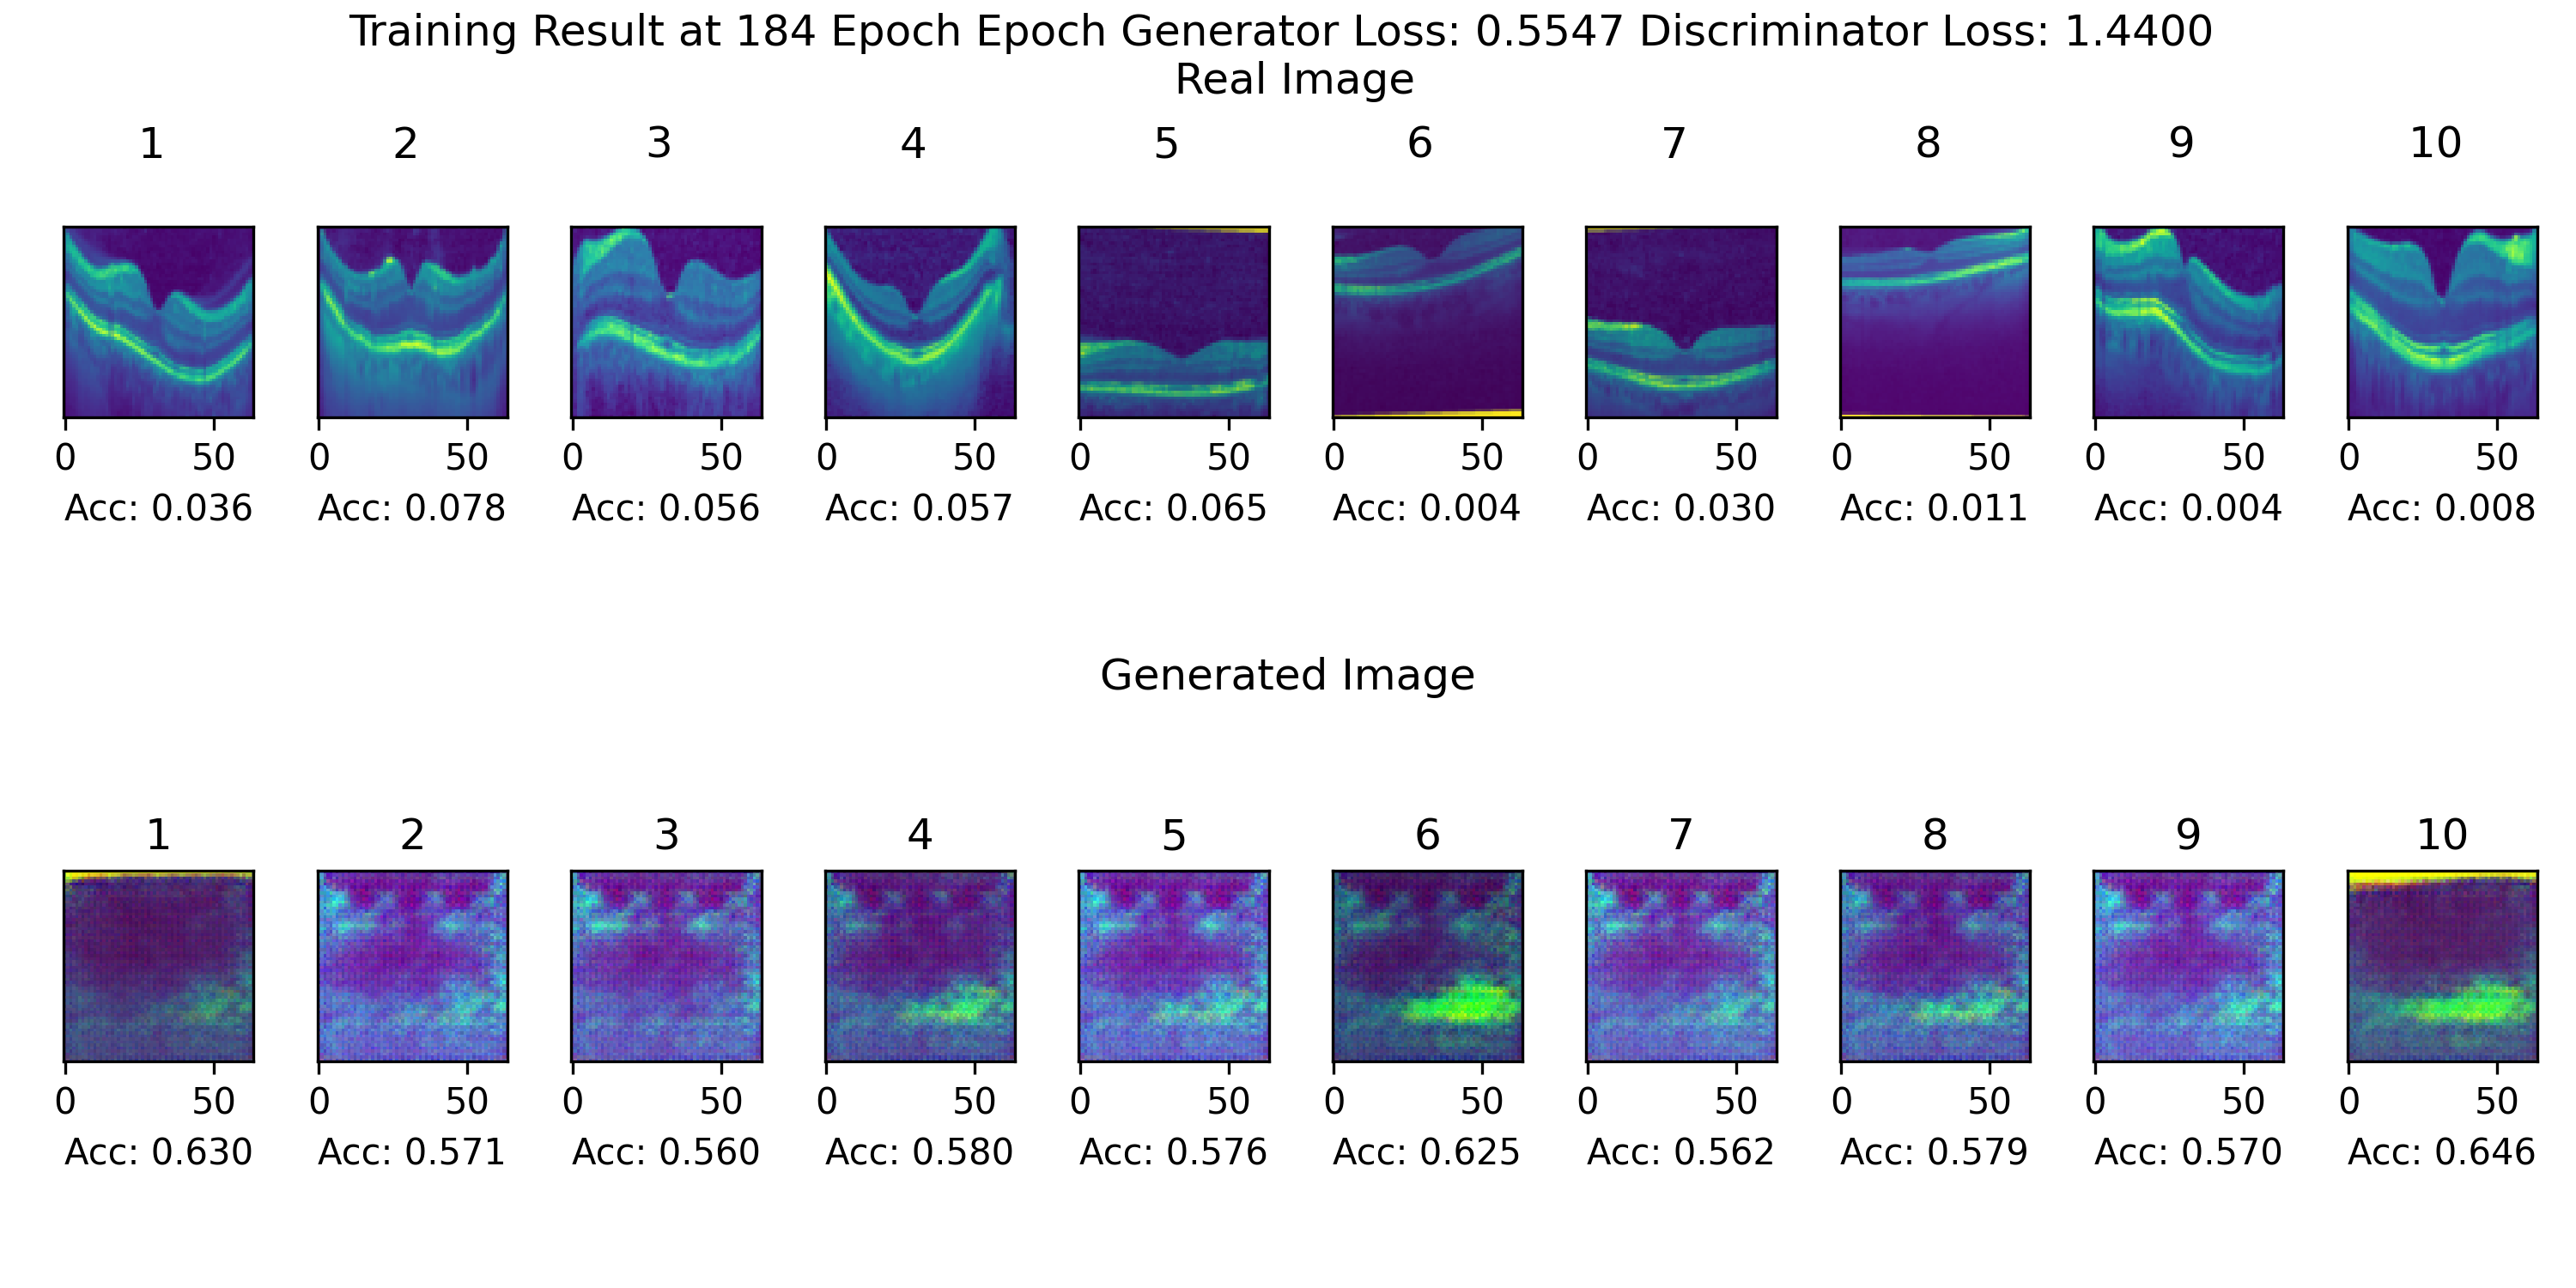 Training Result at 184 Epoch Epoch Generator Loss: 0.5547 Discriminator Loss: 1.4400
Real Image
1 2 3 4 5 6 7 8 9 10
0 50 0 50 0 50 0 50 0 50 0 50 0 50 0 50 0 50 0 50
Acc: 0.036 Acc: 0.078 Acc: 0.056 Acc: 0.057 Acc: 0.065 Acc: 0.004 Acc: 0.030 Acc: 0.011 Acc: 0.004 Acc: 0.008
Generated Image
1 2 3 4 5 6 7 8 9 10
0 50 0 50 0 50 0 50 0 50 0 50 0 50 0 50 0 50 0 50
Acc: 0.630 Acc: 0.571 Acc: 0.560 Acc: 0.580 Acc: 0.576 Acc: 0.625 Acc: 0.562 Acc: 0.579 Acc: 0.570 Acc: 0.646